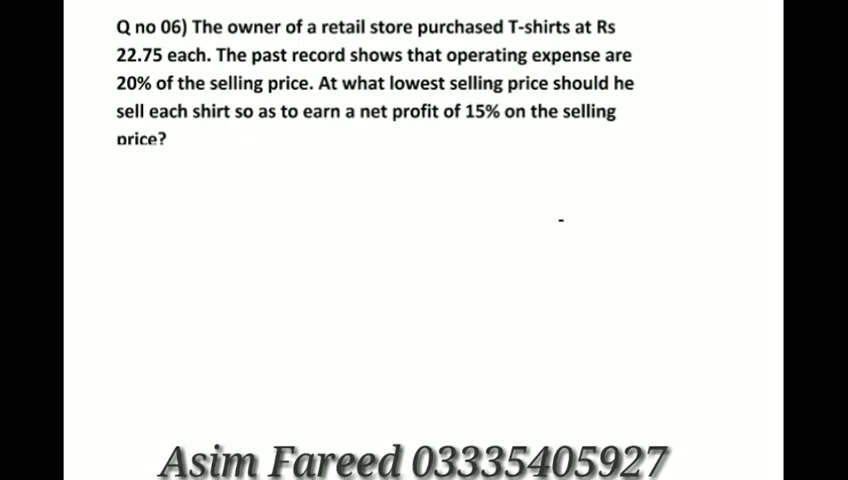 Q no 06) The owner of a retail store purchased T-shirts at Rs
22.75 each. The past record shows that operating expense are
20% of the selling price. At what lowest selling price should he
sell each shirt so as to earn a net profit of 15% on the selling
price?
-
Asim Fareed 03335405927